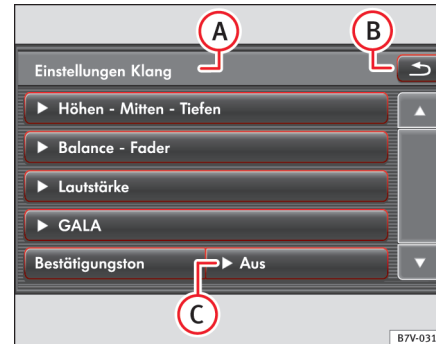 A
B
Einstellungen Klang
Höhen - Mitten - Tiefen
Balance - Fader
Lautstärke
GALA
Bestätigungston Aus
C
B7V-031